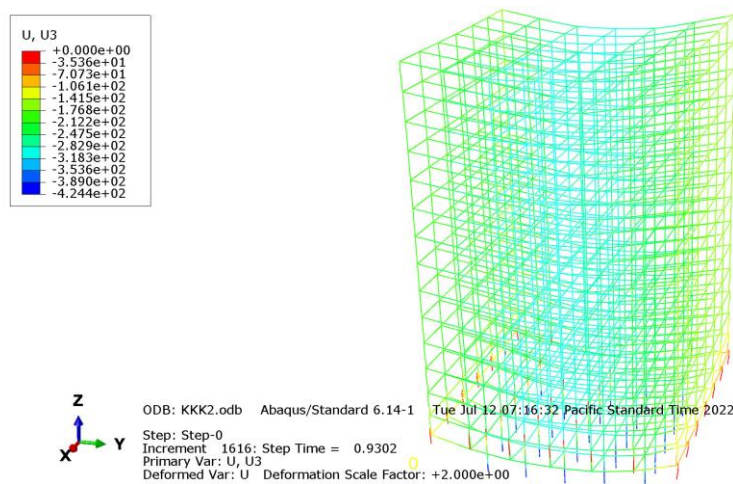 U, U3
+0.000e+00
-3.536e+01
-7.073e+01
-1.061e+02
-1.415e+02
-1.768e+02
-2.122e+02
-2.475e+02
-2.829e+02
-3.183e+02
-3.536e+02
-3.890e+02
-4.244e+02
Z
Y
X
ODB: KKK2.odb Abaqus/Standard 6.14-1 Tue Jul 12 07:16:32 Pacific Standard Time 2022
Step: Step-0
Increment 1616: Step Time = 0.9302
Primary Var: U, U3
Deformed Var: U Deformation Scale Factor: +2.000e+00